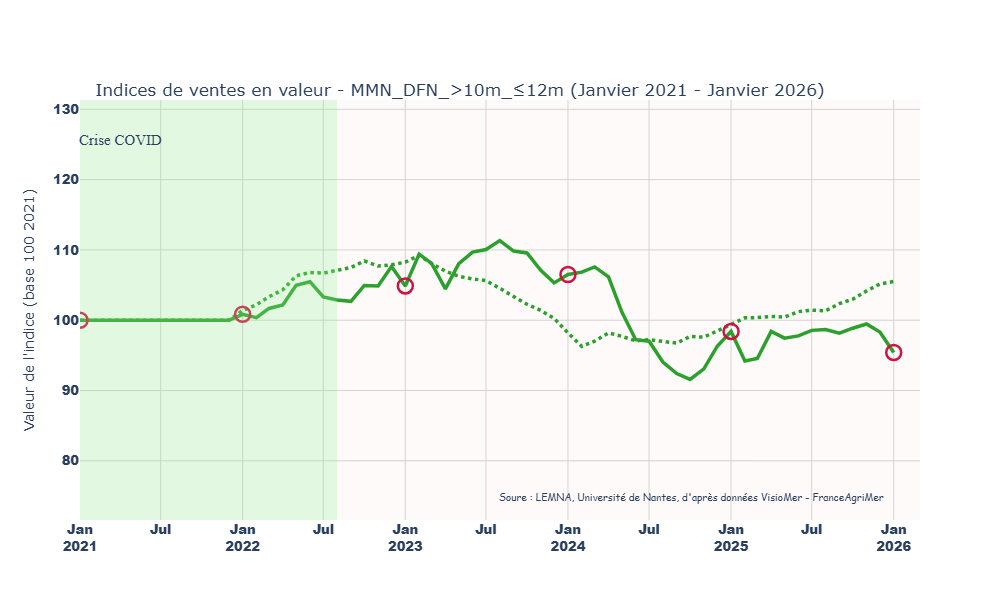 Indices de ventes en valeur - MMN_DFN_>10m_≤12m (Janvier 2021 - Janvier 2026)
Valeur de l'indice (base 100 2021)
130
Crise COVID
120
110
100
90
80
Soure : LEMNA, Université de Nantes, d'après données VisioMer - FranceAgriMer
Jan Jul Jan Jul Jan Jul Jan Jul Jan Jul Jan
2021 2022 2023 2024 2025 2026